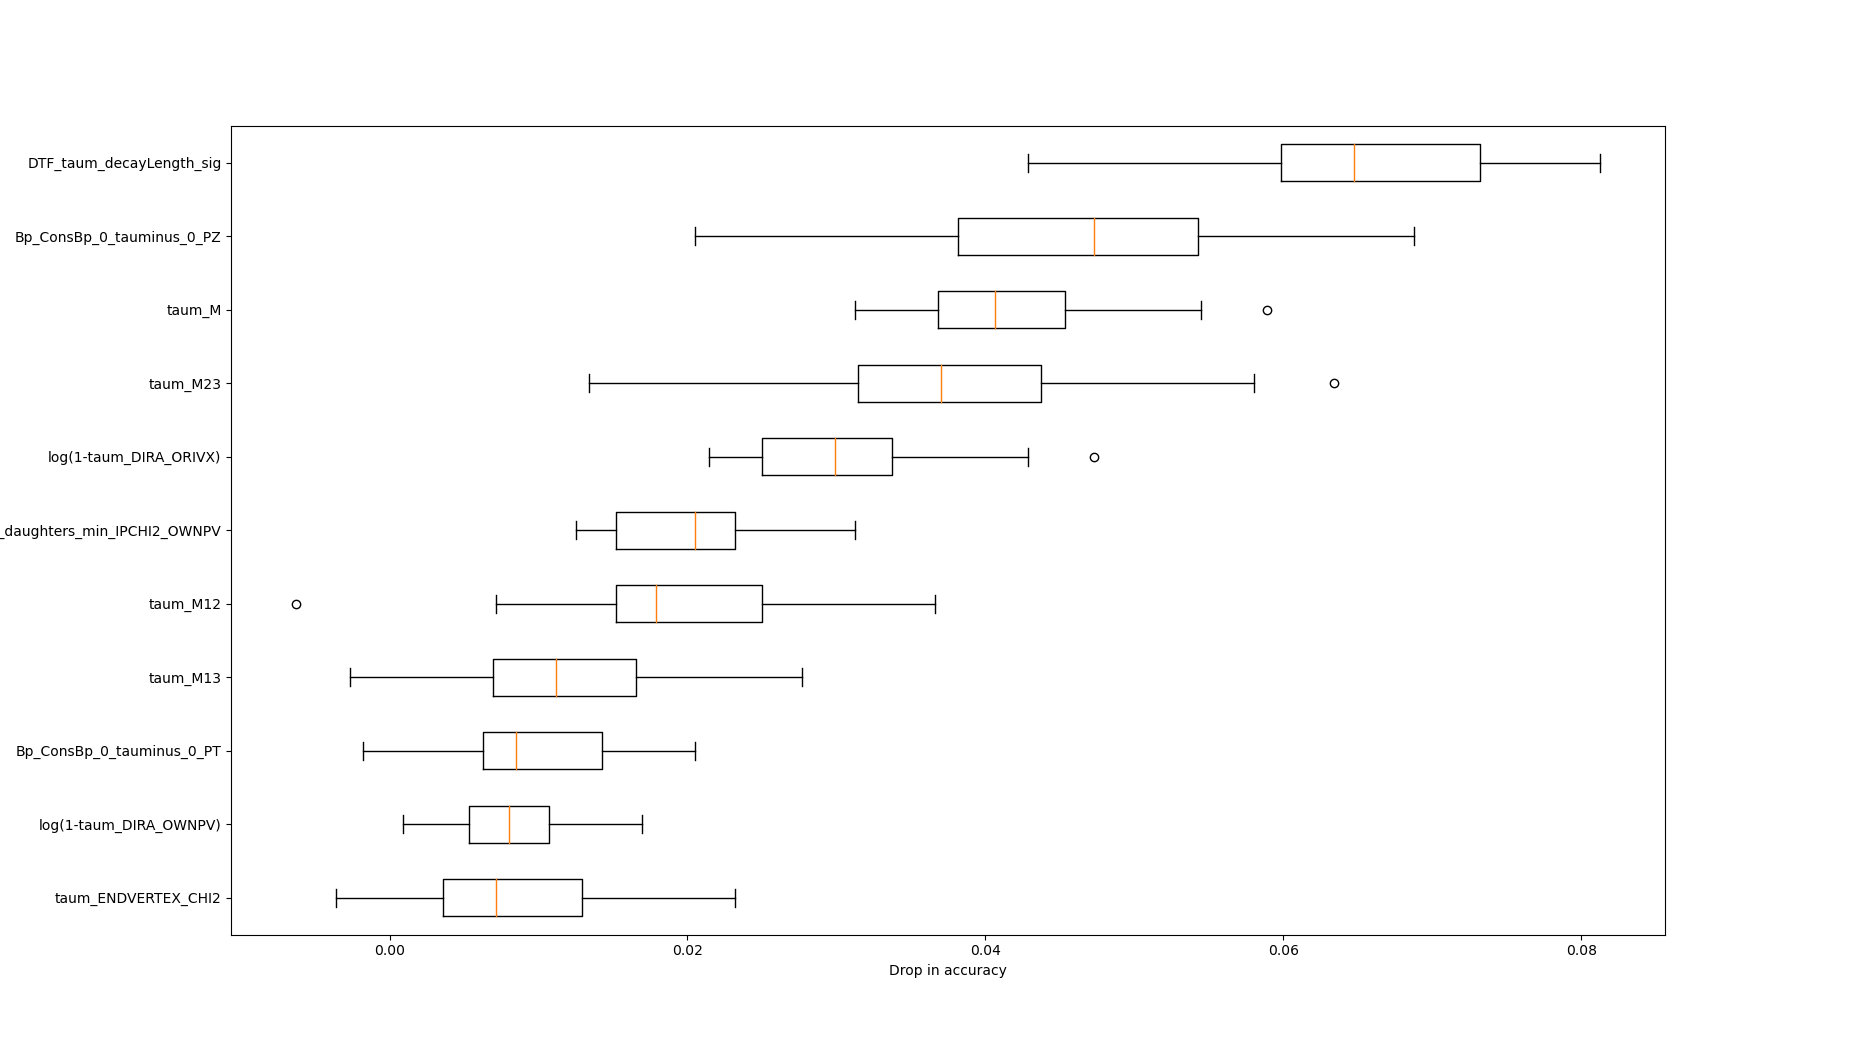 DTF_taum_decayLength_sig
Bp_ConsBp_0_tauminus_0_PZ
taum_M
taum_M23
log(1-taum_DIRA_ORIVX)
_daughters_min_IPCHI2_OWNPV
taum_M12
taum_M13
Bp_ConsBp_0_tauminus_0_PT
log(1-taum_DIRA_OWNPV)
taum_ENDVERTEX_CHI2
0.00 0.02 0.04 0.06 0.08
Drop in accuracy